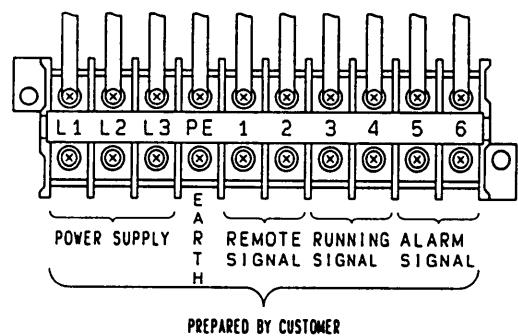 L1 L2 L3 PE 1 2 3 4 5 6
POWER SUPPLY
EARTH
REMOTE SIGNAL
RUNNING SIGNAL
ALARM SIGNAL
PREPARED BY CUSTOMER